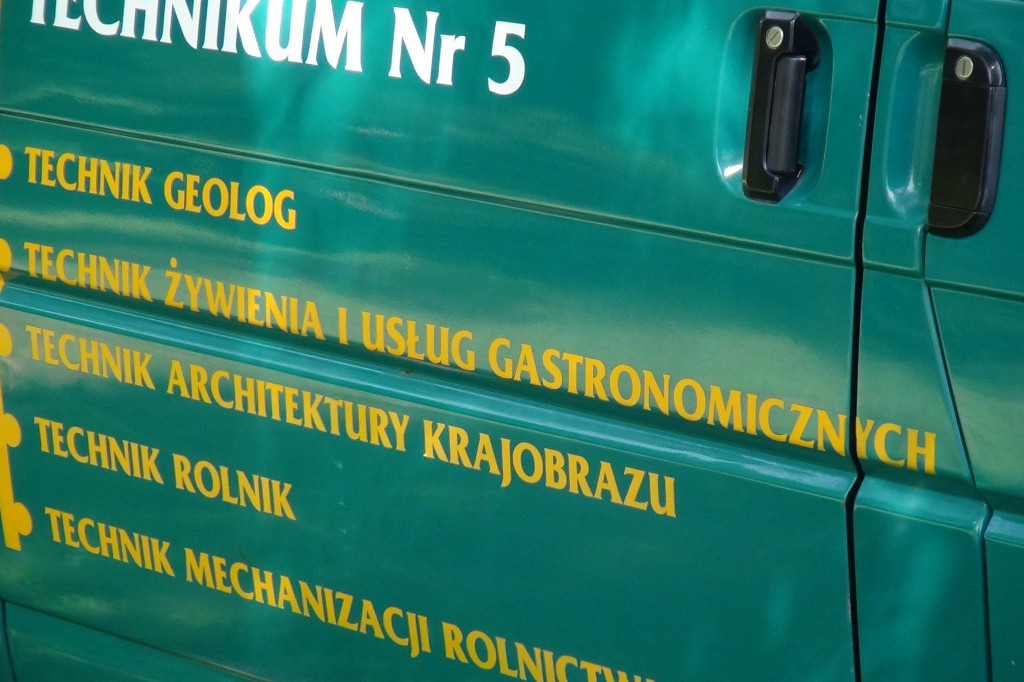 TECHNIKUM Nr 5
TECHNIK GEOLOG
TECHNIK ŻYWIENIA I USŁUG GASTRONOMICZNYCH
TECHNIK ARCHITEKTURY KRAJOBRAZU
TECHNIK ROLNIK
TECHNIK MECHANIZACJI